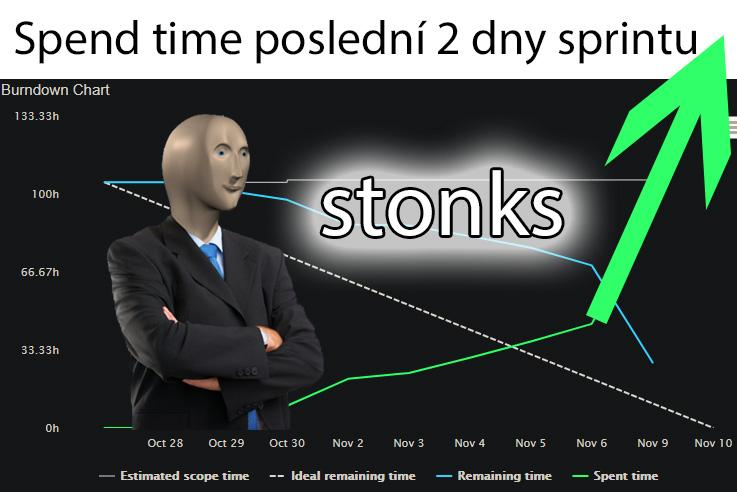 Spend time poslední 2 dny sprintu
Burndown Chart
133.33h
stonks
100h
66.67h
33.33h
0h
Oct 28 Oct 29 Oct 30 Nov 2 Nov 3 Nov 4 Nov 5 Nov 6 Nov 9 Nov 10
Estimated scope time Ideal remaining time Remaining time Spent time